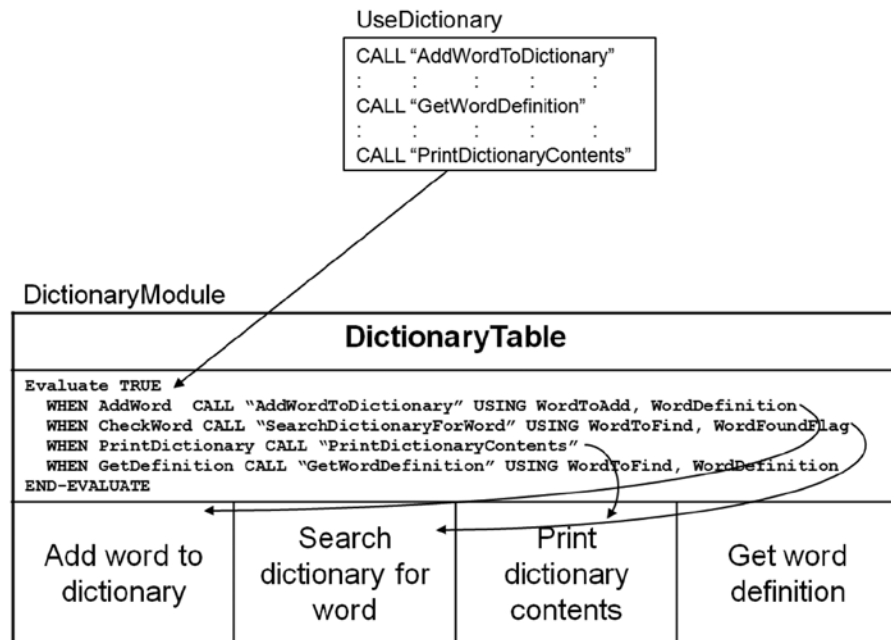 UseDictionary
CALL “AddWordToDictionary”
: : : : :
CALL “GetWordDefinition”
: : : : :
CALL “PrintDictionaryContents”
DictionaryModule
DictionaryTable
Evaluate TRUE
WHEN AddWord CALL “AddWordToDictionary” USING WordToAdd, WordDefinition
WHEN CheckWord CALL “SearchDictionaryForWord” USING WordToFind, WordFoundFlag
WHEN PrintDictionary CALL “PrintDictionaryContents”
WHEN GetDefinition CALL “GetWordDefinition” USING WordToFind, WordDefinition
END-EVALUATE
Add word to
dictionary
Search
dictionary for
word
Print
dictionary
contents
Get word
definition